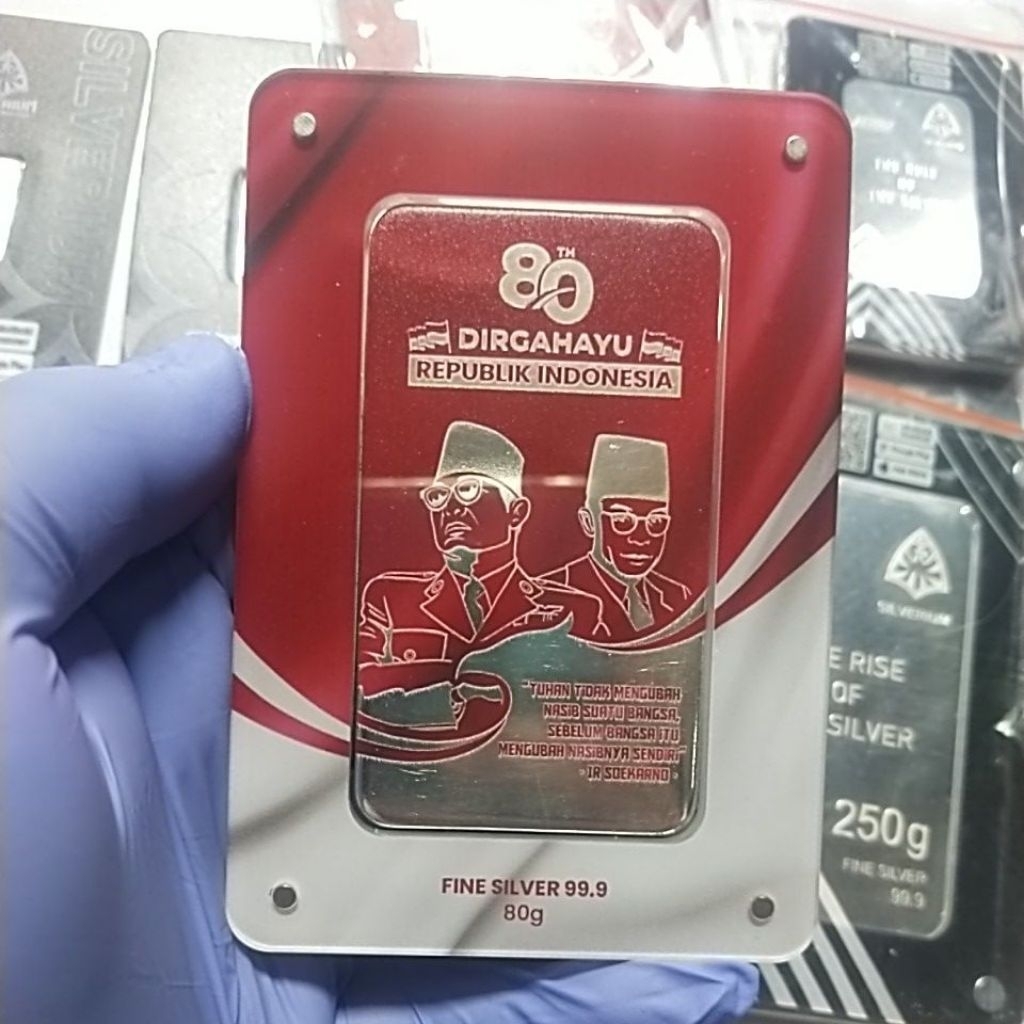 80TH
DIRGAHAYU
REPUBLIK INDONESIA
"TUHAN TIDAK MENGUBAH
NASIB SUATU BANGSA,
SEBELUM BANGSA ITU
MENGUBAH NASIBNYA SENDIRI"
- IR SOEKARNO -
FINE SILVER 99.9
80g
SILVERIUM
E RISE
OF
SILVER
250g
FINE SILVER
99.9